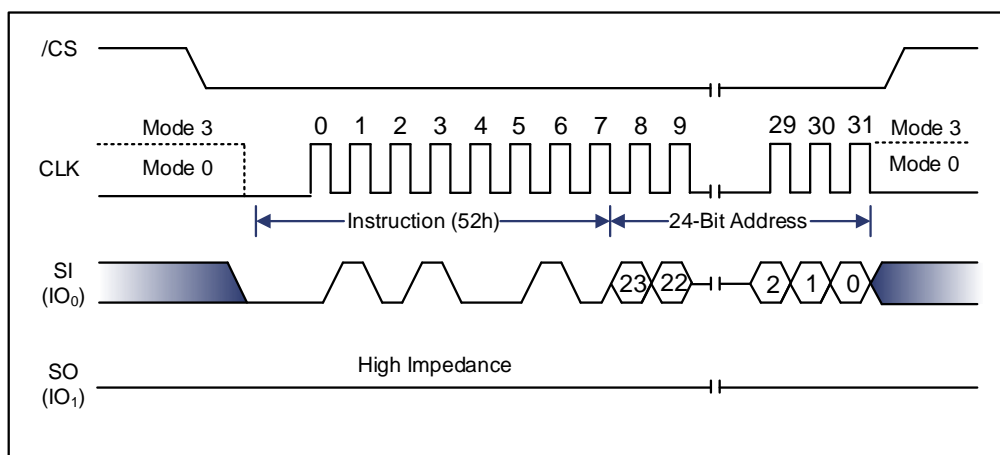 /CS
Mode 3
0 1 2 3 4 5 6 7 8 9 29 30 31
Mode 3
CLK
Mode 0
Mode 0
Instruction (52h)
24-Bit Address
SI
(IO₀)
23 22 2 1 0
High Impedance
SO
(IO₁)